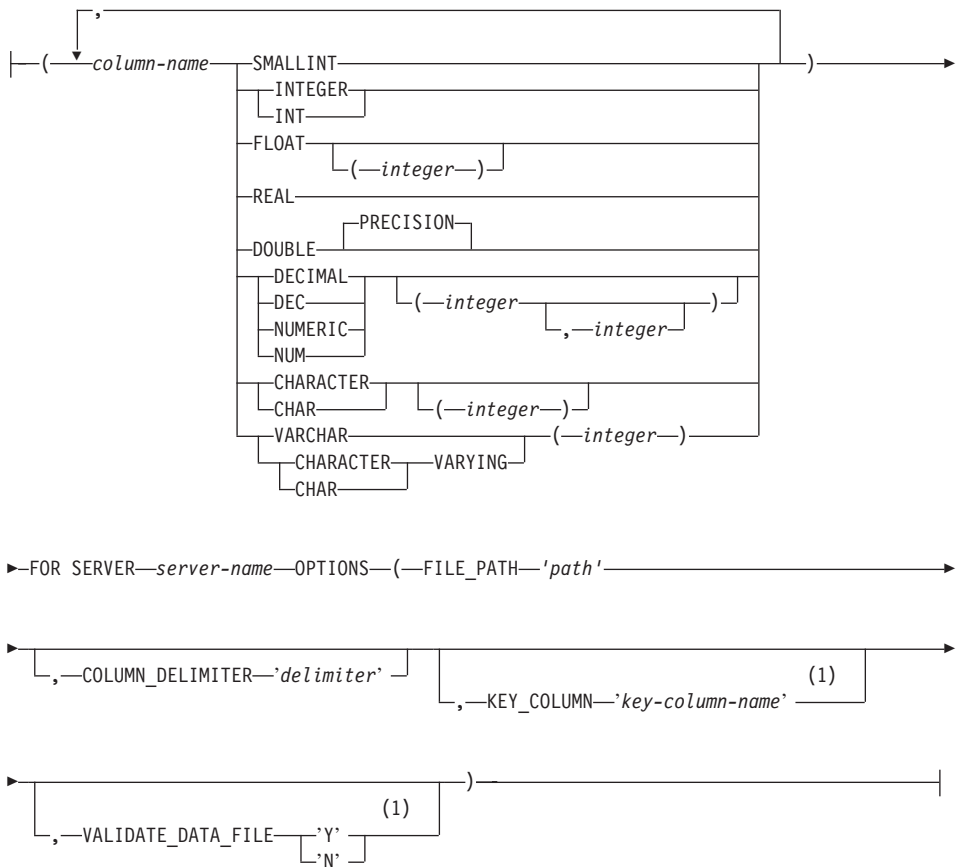 ,
( column-name SMALLINT )
INTEGER
INT
FLOAT
( integer )
REAL
PRECISION
DOUBLE
DECIMAL
DEC ( integer )
NUMERIC , integer
NUM
CHARACTER
CHAR ( integer )
VARCHAR ( integer )
CHARACTER VARYING
CHAR
FOR SERVER server-name OPTIONS ( FILE_PATH 'path'
, COLUMN_DELIMITER 'delimiter' (1)
, KEY_COLUMN 'key-column-name'
)
(1)
, VALIDATE_DATA_FILE 'Y'
'N'